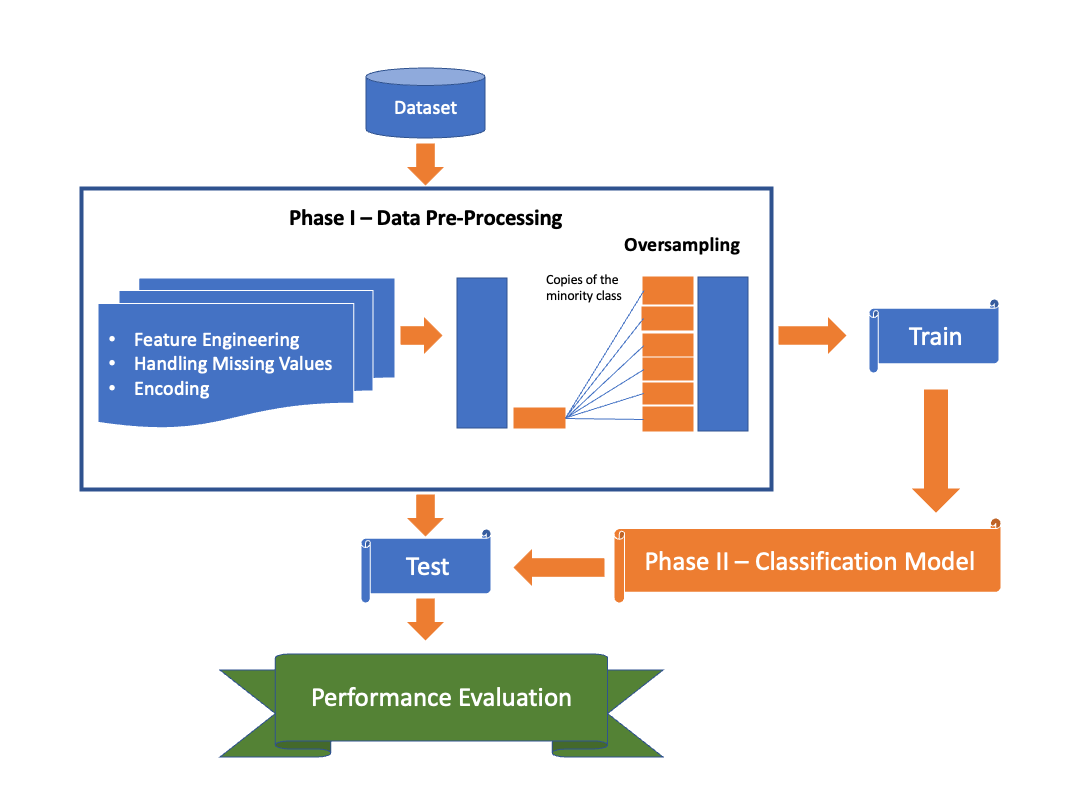 Dataset
Phase I – Data Pre-Processing
Oversampling
Copies of the
minority class
• Feature Engineering
• Handling Missing Values
• Encoding
Train
Phase II – Classification Model
Test
Performance Evaluation